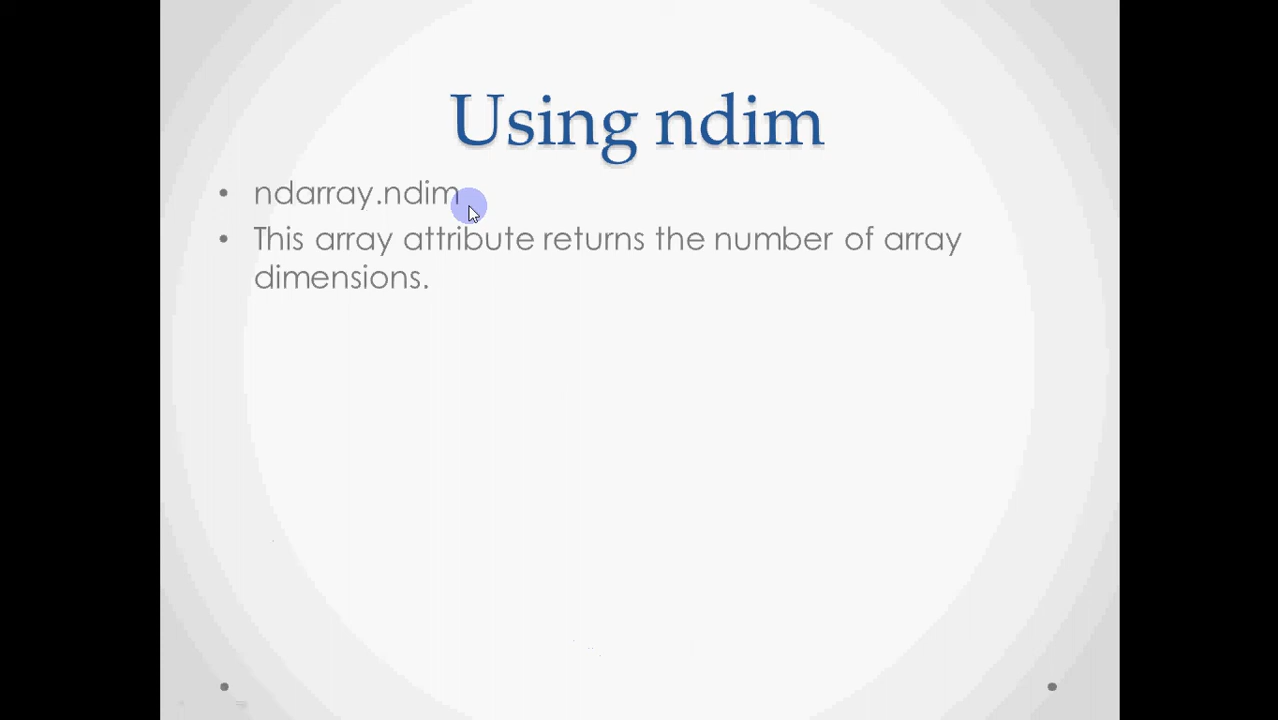 Using ndim
• ndarray.ndim
• This array attribute returns the number of array
dimensions.